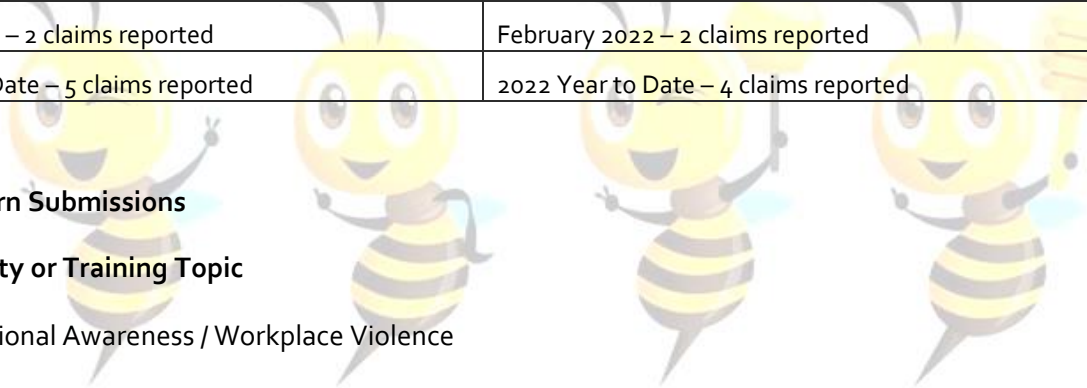 – 2 claims reported February 2022 – 2 claims reported
Date – 5 claims reported 2022 Year to Date – 4 claims reported
rn Submissions
ty or Training Topic
ional Awareness / Workplace Violence